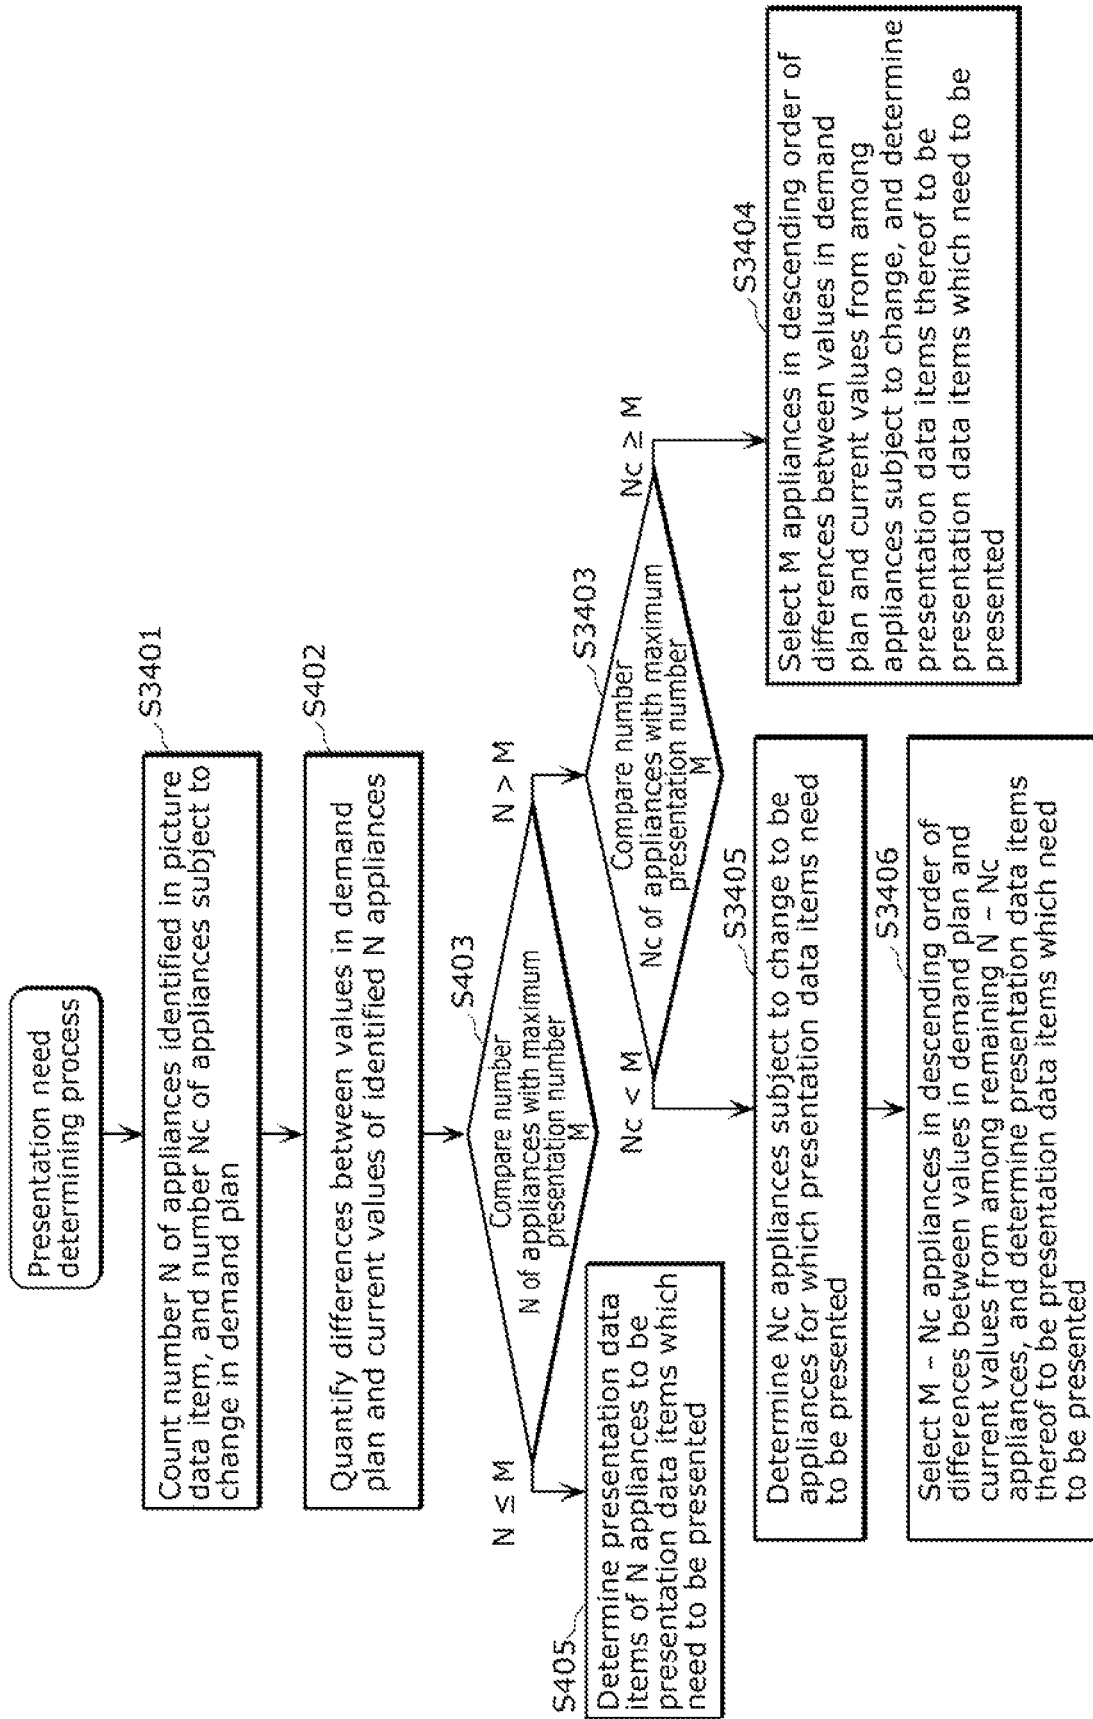 Presentation need
determining process
S3401
Count number N of appliances identified in picture
data item, and number Nc of appliances subject to
change in demand plan
S402
Quantify differences between values in demand
plan and current values of identified N appliances
S403
Compare number
N of appliances with maximum
presentation number
M
N ≤ M
N > M
S405
Determine presentation data
items of N appliances to be
presentation data items which
need to be presented
S3403
Compare number
Nc of appliances with maximum
presentation number
M
Nc < M
Nc ≥ M
S3405
Determine Nc appliances subject to change to be
appliances for which presentation data items need
to be presented
S3406
Select M – Nc appliances in descending order of
differences between values in demand plan and
current values from among remaining N – Nc
appliances, and determine presentation data items
thereof to be presentation data items which need
to be presented
S3404
Select M appliances in descending order of
differences between values in demand
plan and current values from among
appliances subject to change, and determine
presentation data items thereof to be
presentation data items which need to be
presented